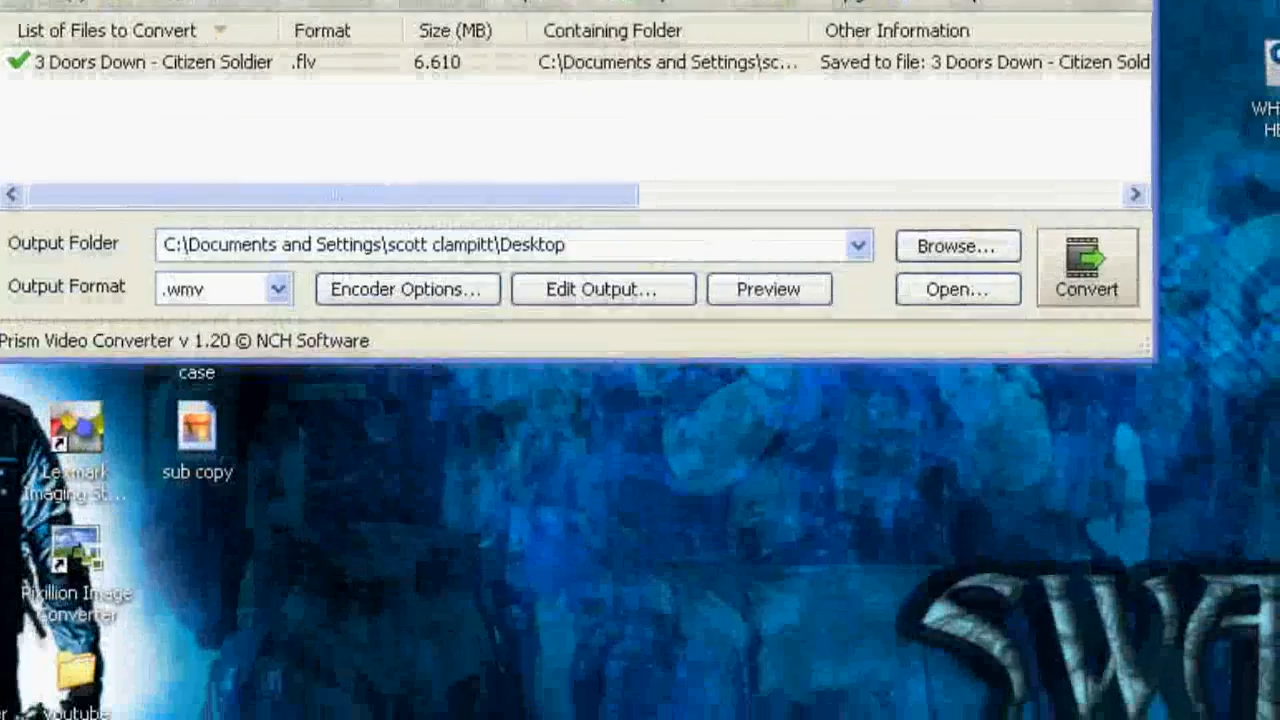 List of Files to Convert Format Size (MB) Containing Folder Other Information
3 Doors Down - Citizen Soldier .flv 6.610 C:\Documents and Settings\sc... Saved to file: 3 Doors Down - Citizen Sold
Output Folder C:\Documents and Settings\scott clampitt\Desktop Browse...
Output Format .wmv Encoder Options... Edit Output... Preview Open... Convert
Prism Video Converter v 1.20 © NCH Software
case
Lexmark
Imaging St...
sub copy
Pixillion Image
Converter
youtube